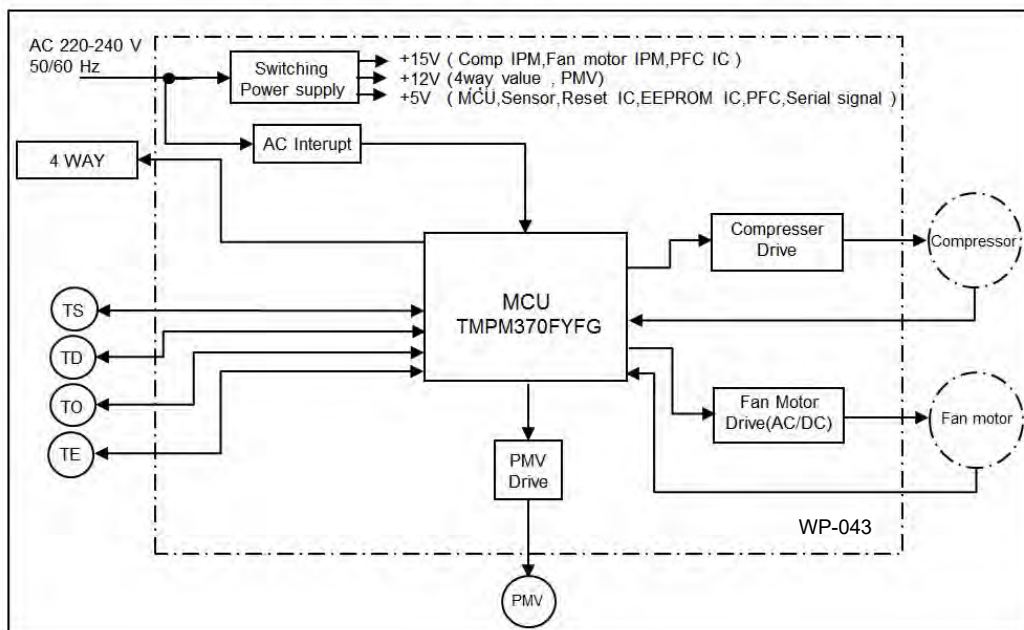 AC 220-240 V
50/60 Hz
Switching
Power supply
+15V ( Comp IPM,Fan motor IPM,PFC IC )
+12V (4way value , PMV)
+5V ( MCU,Sensor,Reset IC,EEPROM IC,PFC,Serial signal )
AC Interupt
4 WAY
Compresser
Drive
Compressor
MCU
TMPM370FYFG
TS
TD
TO
TE
Fan Motor
Drive(AC/DC)
Fan motor
PMV
Drive
WP-043
PMV